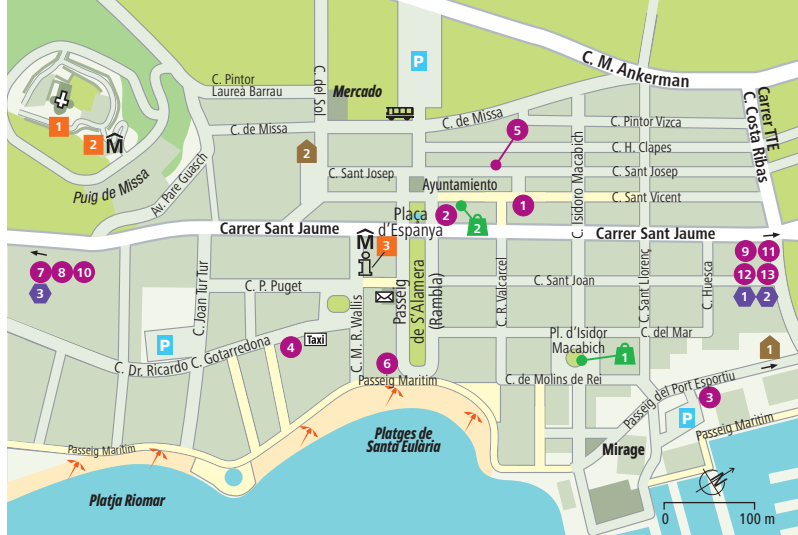 C. M. Ankerman
Carrer TTE
C. Costa Ribas
C. Pintor
Laureà Barrau
C. del Sol
Mercado
P
C. de Missa
C. de Missa
C. Pintor Vizca
5
C. H. Clapes
C. Isidoro Macabich
1
2
M
2
C. Sant Josep
C. Sant Josep
Puig de Missa
Av. Pare Guasch
Ayuntamiento
C. Sant Vicent
1
2
2
Plaça
d'Espanya
Carrer Sant Jaume
Carrer Sant Jaume
M
3
i
7 8 10
3
9 11
12 13
1 2
C. Joan Tur Tur
C. P. Puget
Passeig
de S'Alamera
(Rambla)
C. R. Valcarcel
C. Sant Joan
C. Sant Llorenç
C. Huesca
C. M. R. Wallis
P
4
Taxi
C. Dr. Ricardo C. Gotarredona
Pl. d'Isidor
Macabich
1
C. del Mar
1
6
Passeig Maritim
C. de Molins de Rei
Passeig del Port Esportiu
3
P
Passeig Maritim
Passeig Maritim
Platges de
Santa Eulària
Mirage
Platja Riomar
N
0 100 m